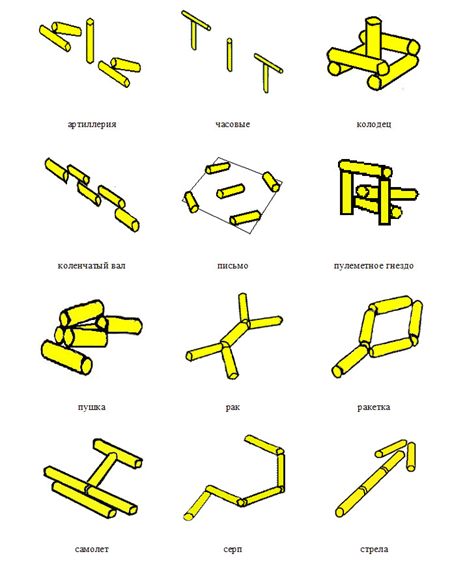 артиллерия
часовые
колодец
коленчатый вал
письмо
пулеметное гнездо
пушка
рак
ракетка
самолет
серп
стрела